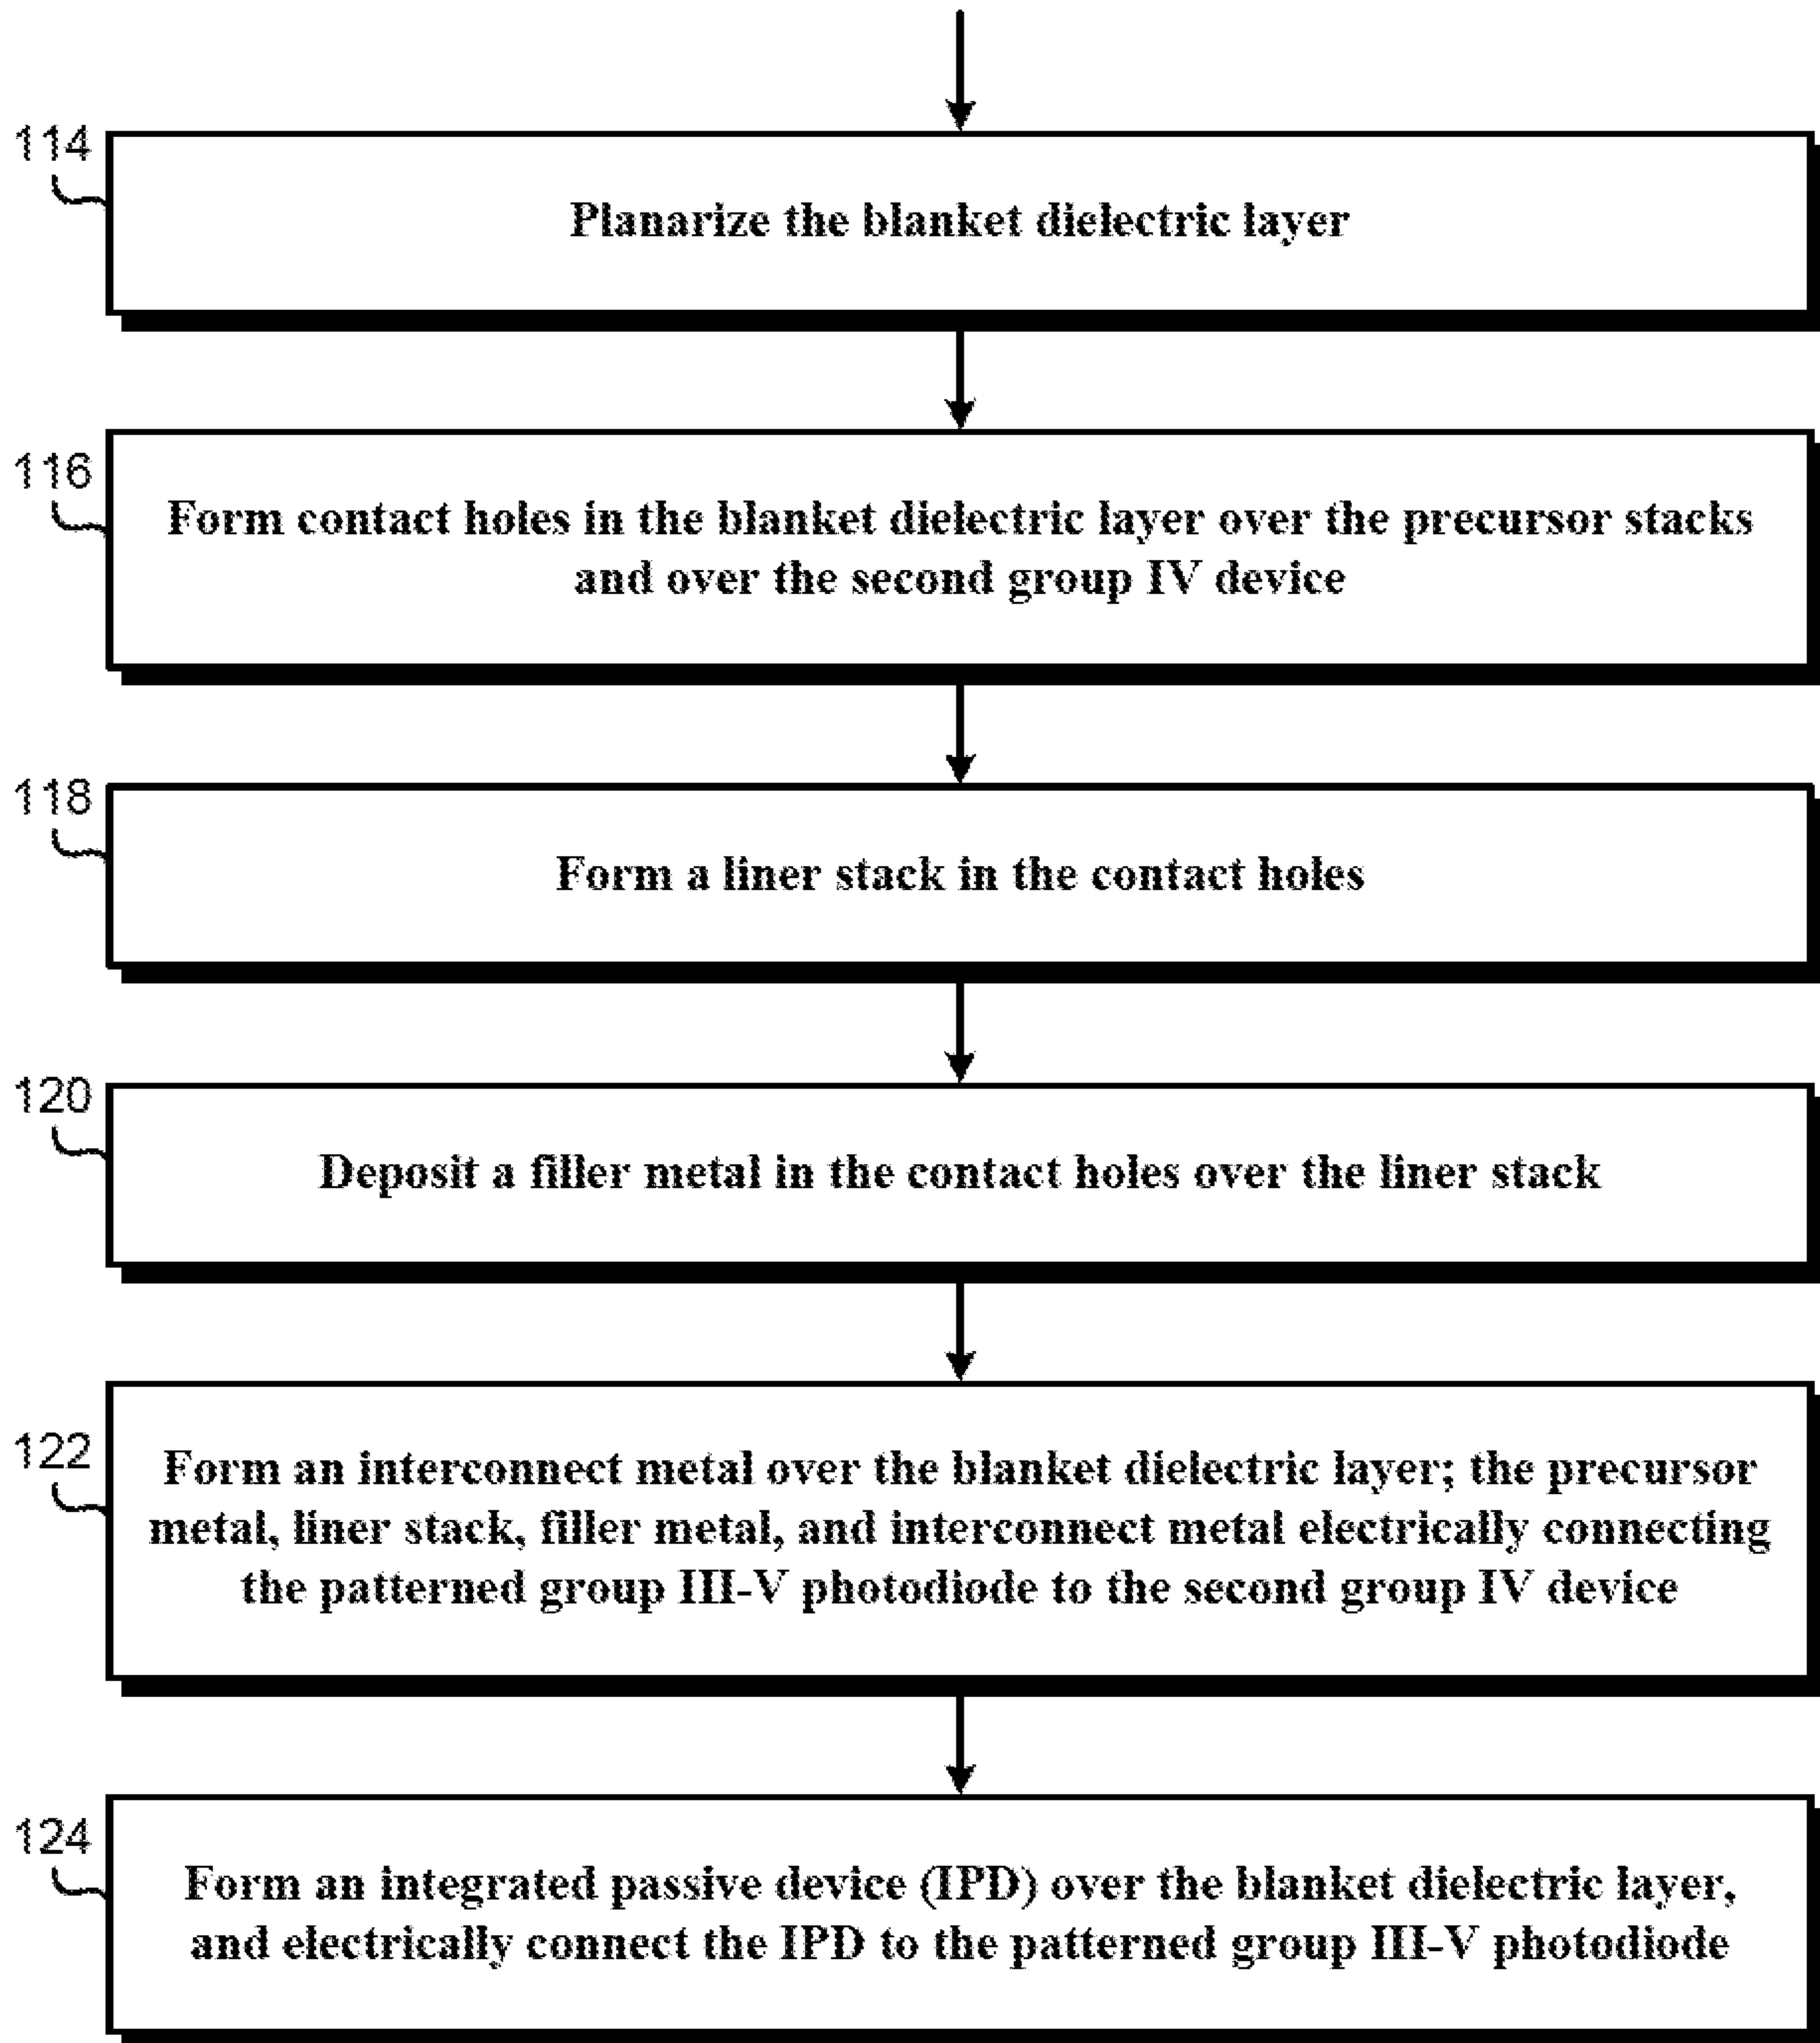 114
Planarize the blanket dielectric layer
116
Form contact holes in the blanket dielectric layer over the precursor stacks
and over the second group IV device
118
Form a liner stack in the contact holes
120
Deposit a filler metal in the contact holes over the liner stack
122
Form an interconnect metal over the blanket dielectric layer; the precursor
metal, liner stack, filler metal, and interconnect metal electrically connecting
the patterned group III-V photodiode to the second group IV device
124
Form an integrated passive device (IPD) over the blanket dielectric layer,
and electrically connect the IPD to the patterned group III-V photodiode